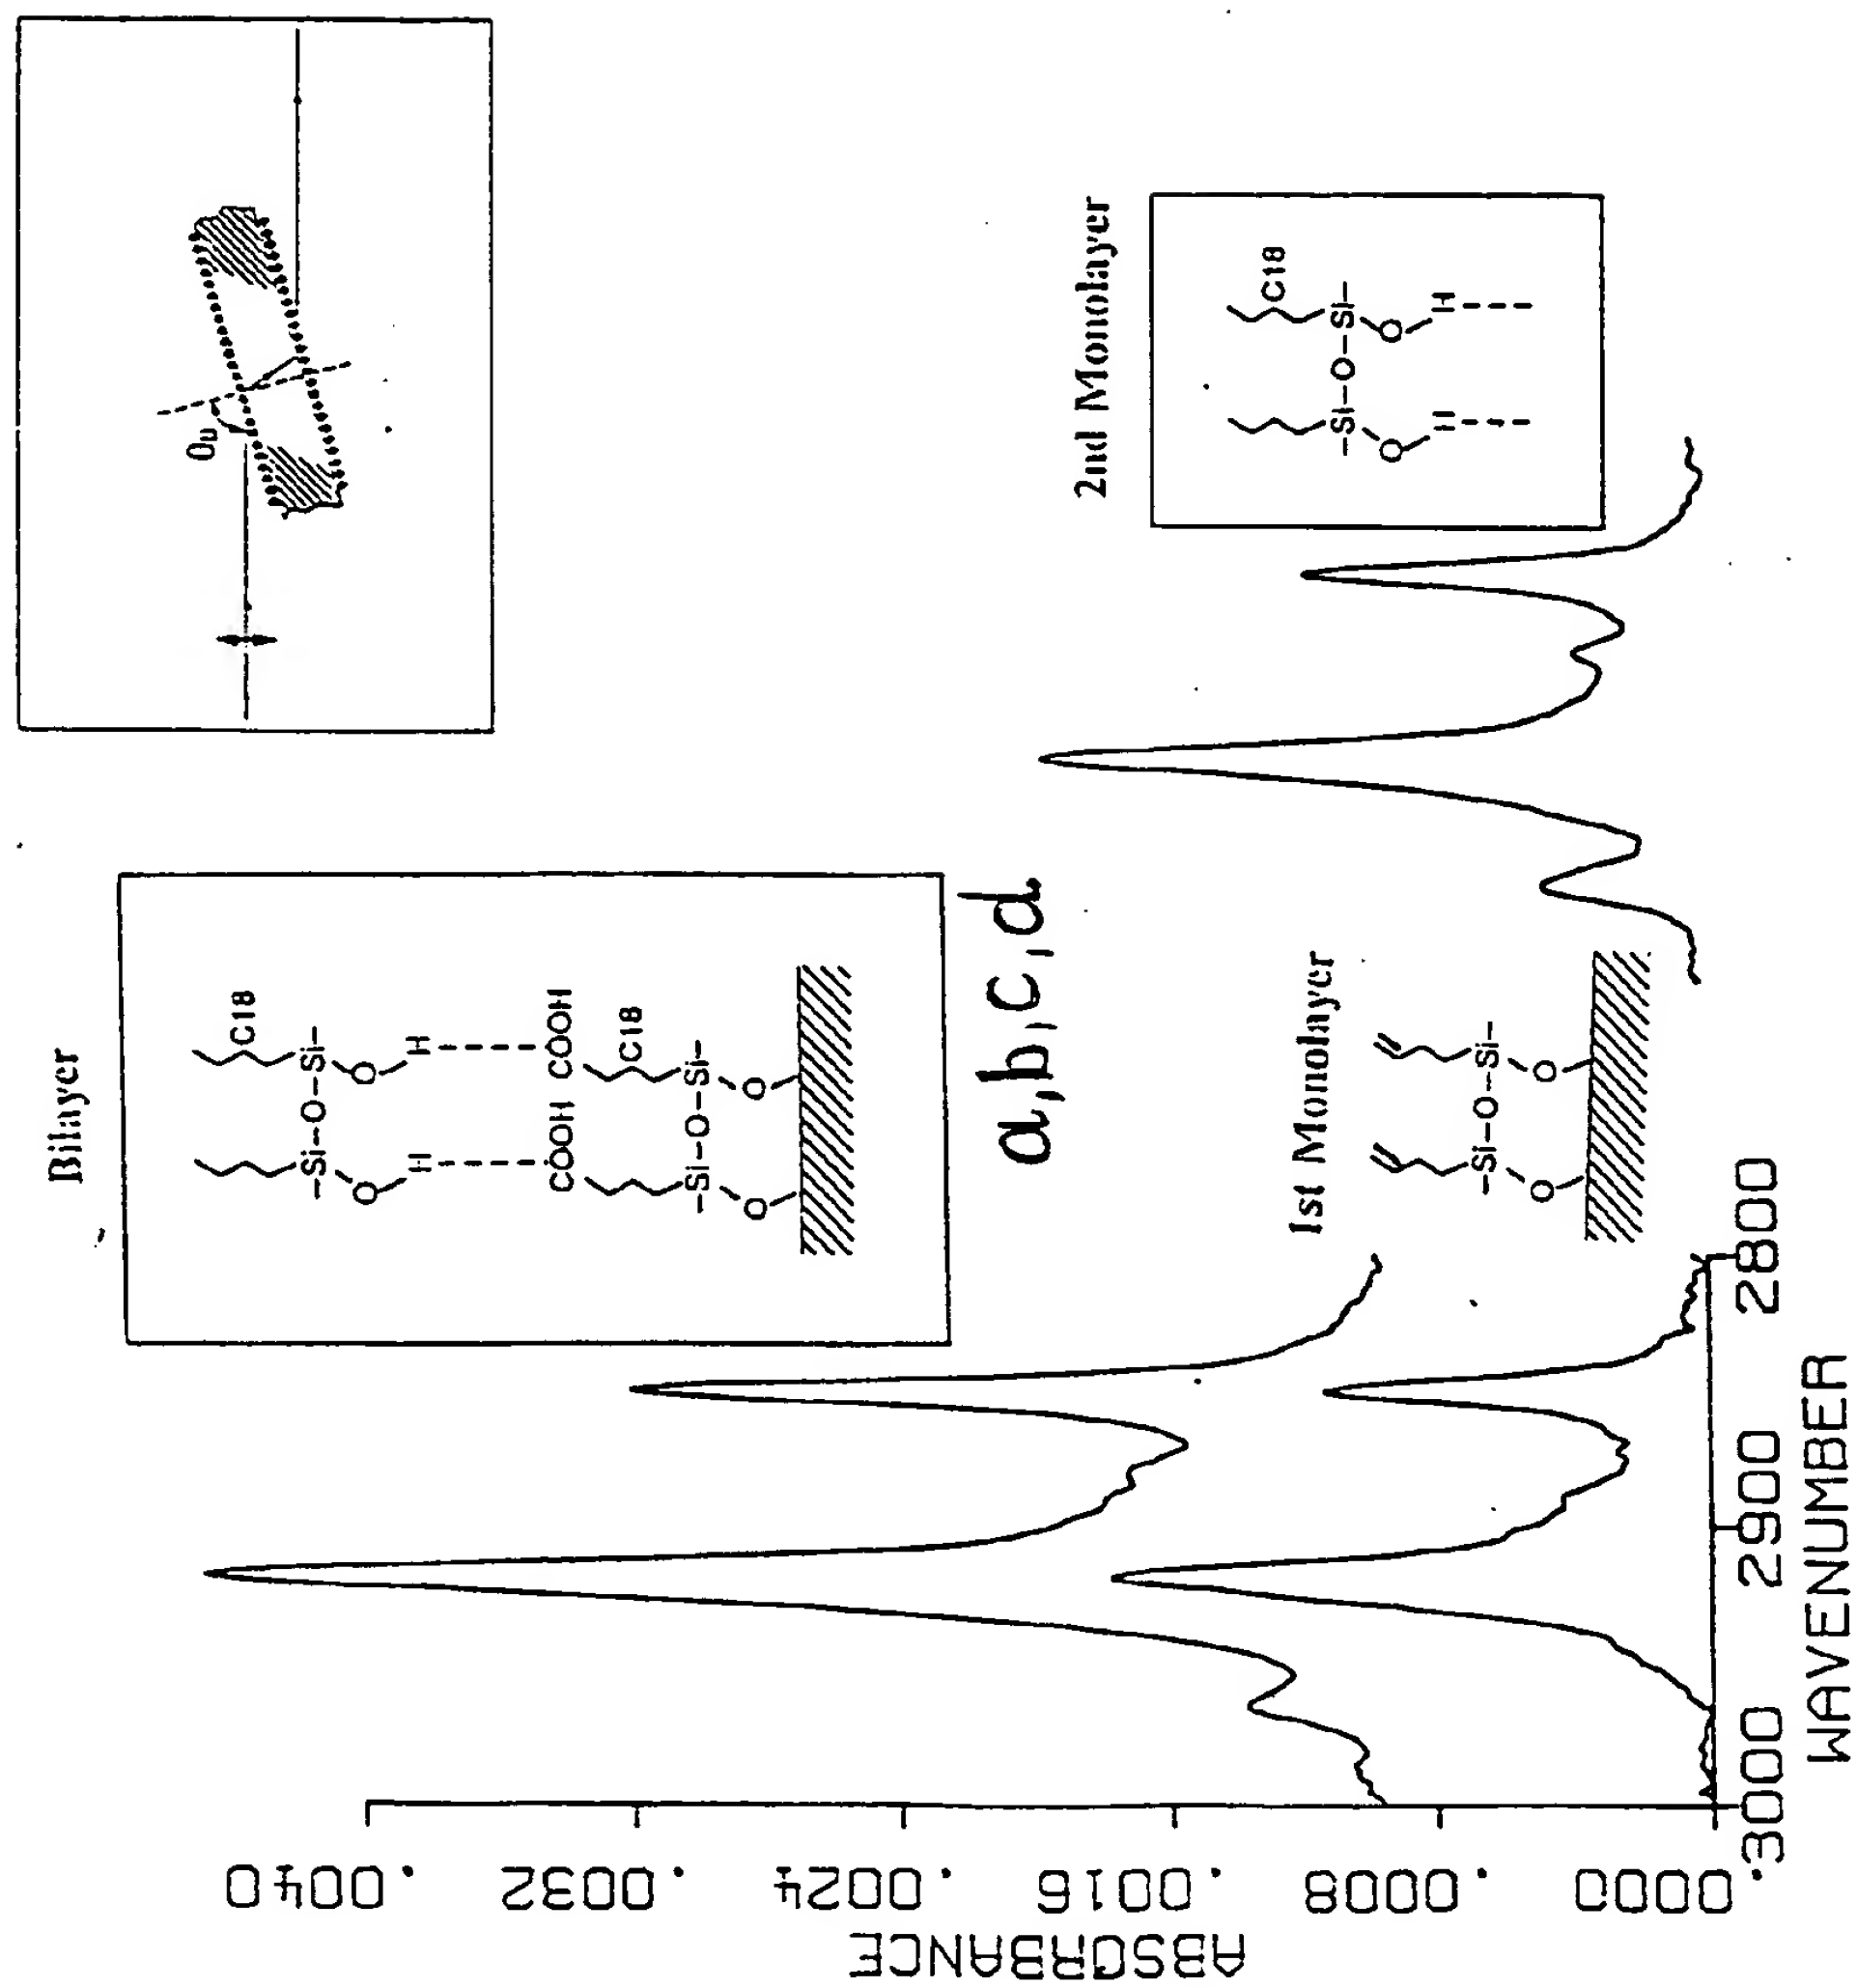 Bilayer
C18
-Si-O-Si-
O O
H H
COOH COOH
C18
-Si-O-Si-
O O
a,b,c,d
Oμ
1st Monolayer
-Si-O-Si-
O O
2nd Monolayer
C18
-Si-O-Si-
O O
H H
ABSORBANCE
.0040
.0032
.0024
.0016
.0008
.0000
3000
2900
2800
WAVENUMBER